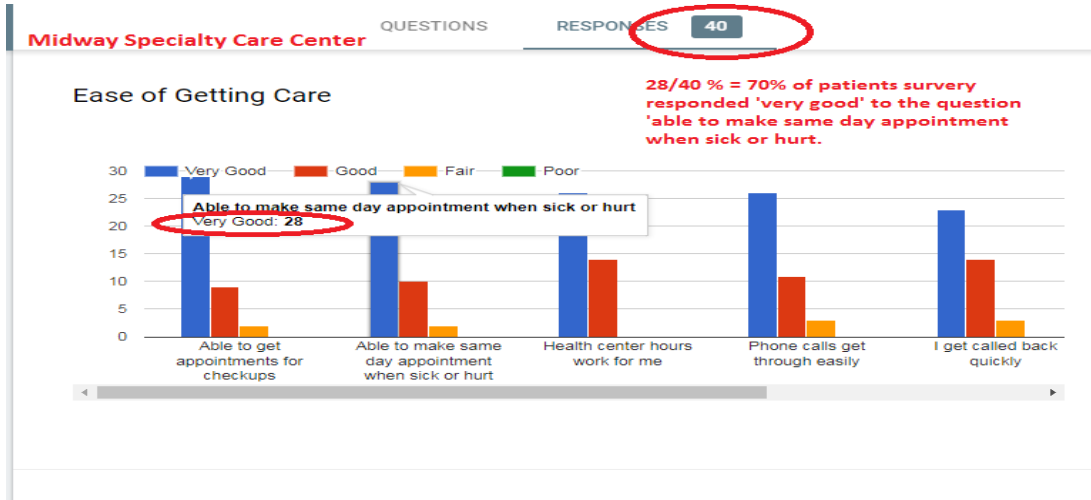 QUESTIONS RESPONSES 40
Midway Specialty Care Center
Ease of Getting Care
28/40 % = 70% of patients survery
responded 'very good' to the question
'able to make same day appointment
when sick or hurt.
30
25
20
15
10
5
0
Very Good Good Fair Poor
Able to make same day appointment when sick or hurt
Very Good: 28
Able to get
appointments for
checkups
Able to make same
day appointment
when sick or hurt
Health center hours
work for me
Phone calls get
through easily
I get called back
quickly